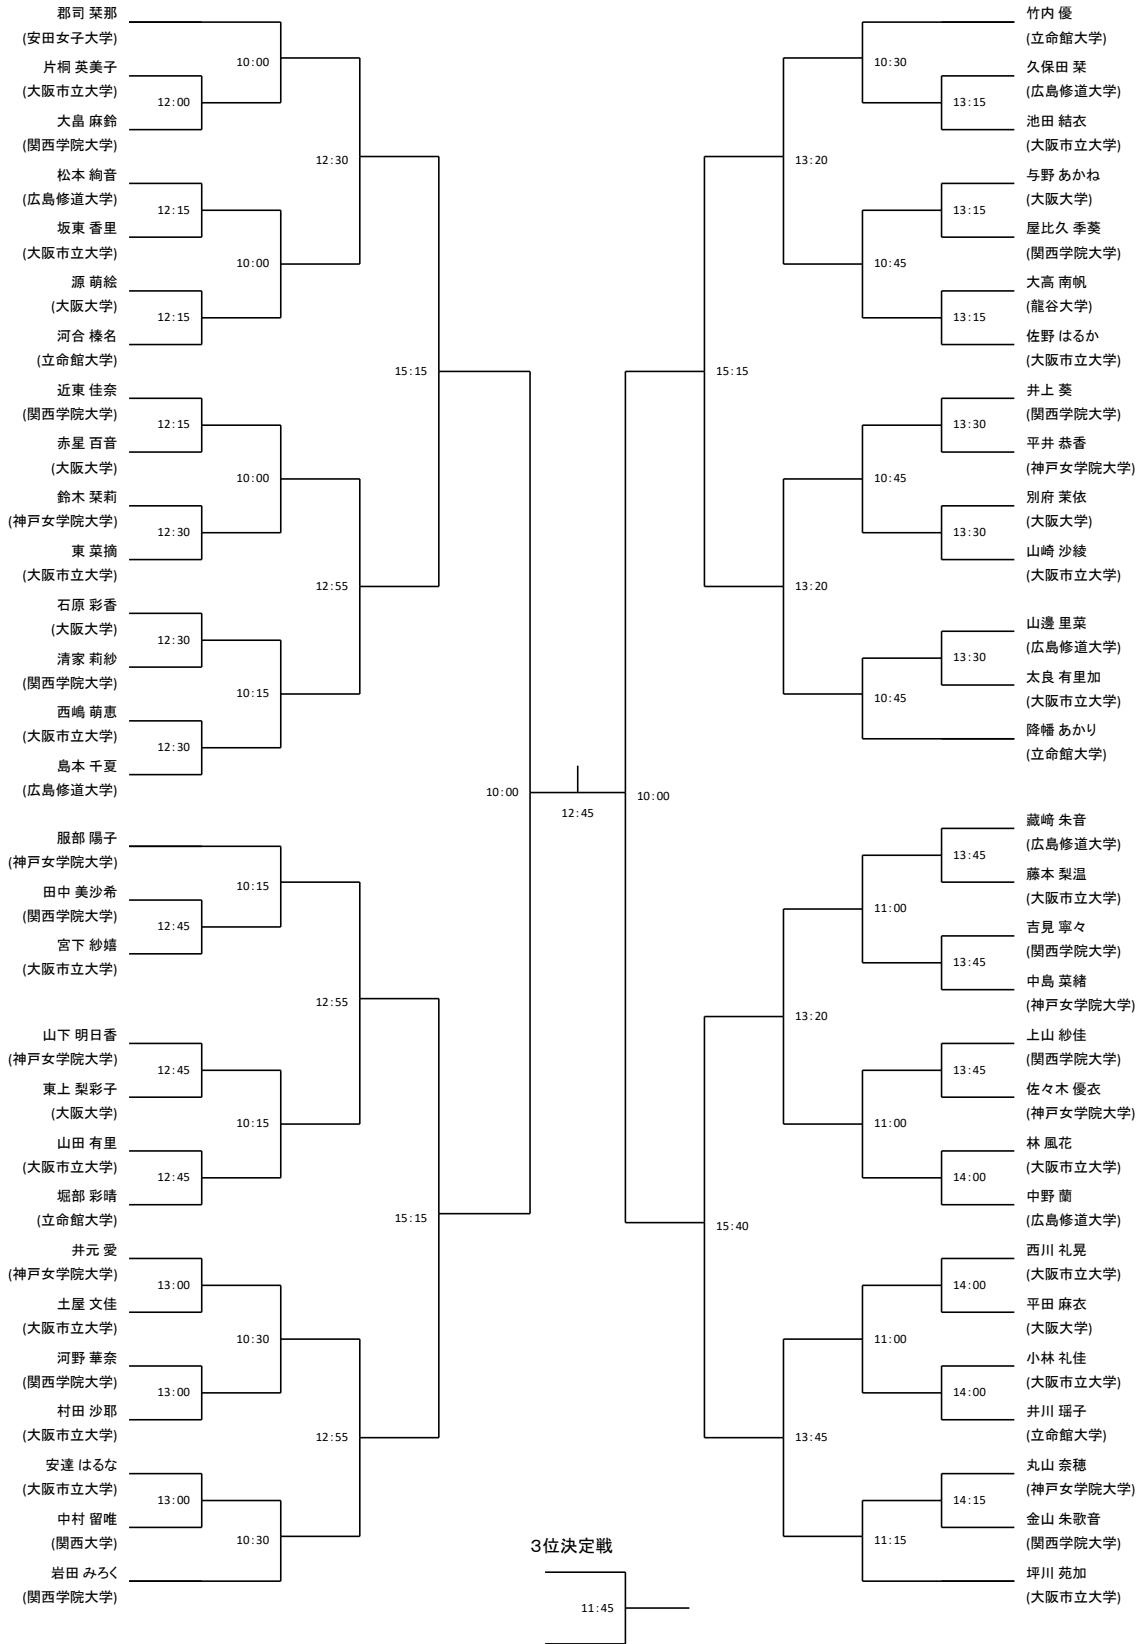 郡司 栞那
(安田女子大学)
10:00
片桐 英美子
(大阪市立大学)
12:00
大畠 麻鈴
(関西学院大学)
12:30
松本 絢音
(広島修道大学)
12:15
坂東 香里
(大阪市立大学)
10:00
源 萌絵
(大阪大学)
12:15
河合 榛名
(立命館大学)
15:15
近東 佳奈
(関西学院大学)
12:15
赤星 百音
(大阪大学)
10:00
鈴木 栞莉
(神戸女学院大学)
12:30
東 菜摘
(大阪市立大学)
12:55
石原 彩香
(大阪大学)
12:30
清家 莉紗
(関西学院大学)
10:15
西嶋 萌恵
(大阪市立大学)
12:30
島本 千夏
(広島修道大学)
10:00
12:45
服部 陽子
(神戸女学院大学)
10:15
田中 美沙希
(関西学院大学)
12:45
宮下 紗嬉
(大阪市立大学)
12:55
山下 明日香
(神戸女学院大学)
12:45
東上 梨彩子
(大阪大学)
10:15
山田 有里
(大阪市立大学)
12:45
堀部 彩晴
(立命館大学)
15:15
井元 愛
(神戸女学院大学)
13:00
土屋 文佳
(大阪市立大学)
10:30
河野 華奈
(関西学院大学)
13:00
村田 沙耶
(大阪市立大学)
12:55
安達 はるな
(大阪市立大学)
13:00
中村 留唯
(関西大学)
10:30
岩田 みろく
(関西学院大学)
竹内 優
(立命館大学)
10:30
久保田 栞
(広島修道大学)
13:15
池田 結衣
(大阪市立大学)
13:20
与野 あかね
(大阪大学)
13:15
屋比久 季葵
(関西学院大学)
10:45
大高 南帆
(龍谷大学)
13:15
佐野 はるか
(大阪市立大学)
15:15
井上 葵
(関西学院大学)
13:30
平井 恭香
(神戸女学院大学)
10:45
別府 茉依
(大阪大学)
13:30
山崎 沙綾
(大阪市立大学)
13:20
山邊 里菜
(広島修道大学)
13:30
太良 有里加
(大阪市立大学)
10:45
降幡 あかり
(立命館大学)
10:00
藏﨑 朱音
(広島修道大学)
13:45
藤本 梨温
(大阪市立大学)
11:00
吉見 寧々
(関西学院大学)
13:45
中島 菜緒
(神戸女学院大学)
13:20
上山 紗佳
(関西学院大学)
13:45
佐々木 優衣
(神戸女学院大学)
11:00
林 風花
(大阪市立大学)
14:00
中野 蘭
(広島修道大学)
15:40
西川 礼晃
(大阪市立大学)
14:00
平田 麻衣
(大阪大学)
11:00
小林 礼佳
(大阪市立大学)
14:00
井川 瑶子
(立命館大学)
13:45
丸山 奈穂
(神戸女学院大学)
14:15
金山 朱歌音
(関西学院大学)
11:15
坪川 苑加
(大阪市立大学)
3位決定戦
11:45